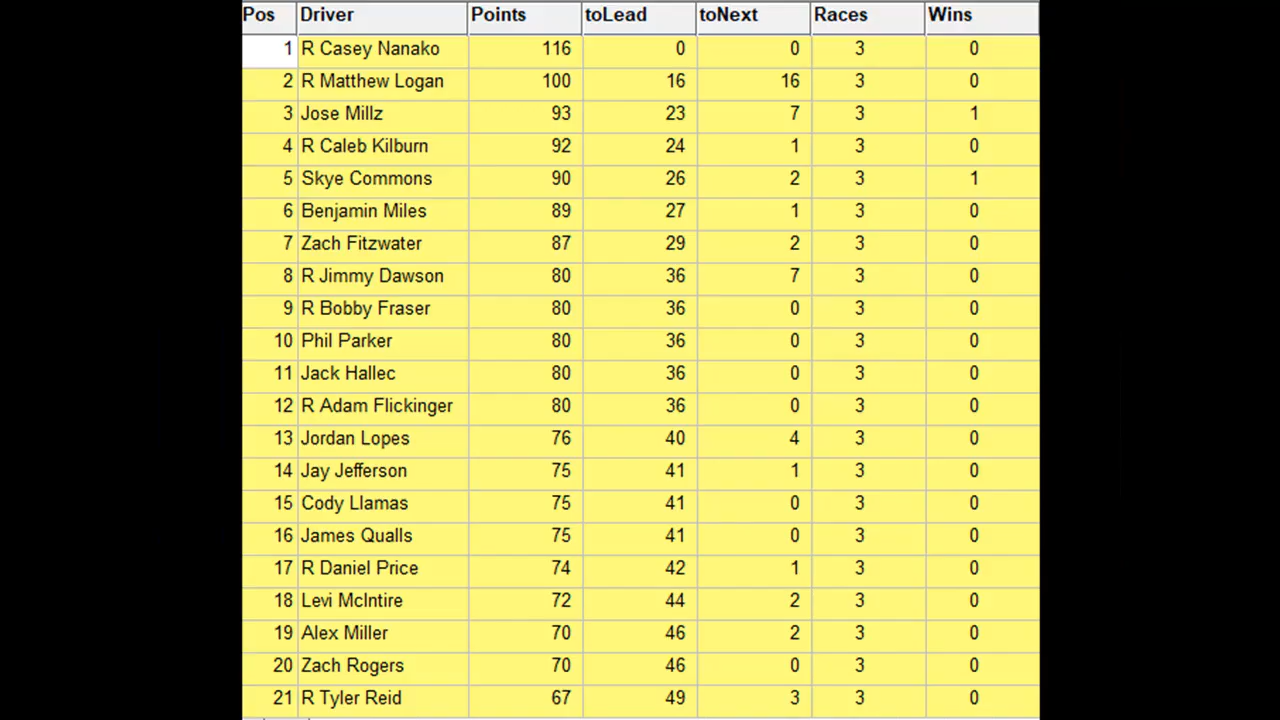 Pos Driver Points toLead toNext Races Wins
1 R Casey Nanako 116 0 0 3 0
2 R Matthew Logan 100 16 16 3 0
3 Jose Millz 93 23 7 3 1
4 R Caleb Kilburn 92 24 1 3 0
5 Skye Commons 90 26 2 3 1
6 Benjamin Miles 89 27 1 3 0
7 Zach Fitzwater 87 29 2 3 0
8 R Jimmy Dawson 80 36 7 3 0
9 R Bobby Fraser 80 36 0 3 0
10 Phil Parker 80 36 0 3 0
11 Jack Hallec 80 36 0 3 0
12 R Adam Flickinger 80 36 0 3 0
13 Jordan Lopes 76 40 4 3 0
14 Jay Jefferson 75 41 1 3 0
15 Cody Llamas 75 41 0 3 0
16 James Qualls 75 41 0 3 0
17 R Daniel Price 74 42 1 3 0
18 Levi McIntire 72 44 2 3 0
19 Alex Miller 70 46 2 3 0
20 Zach Rogers 70 46 0 3 0
21 R Tyler Reid 67 49 3 3 0